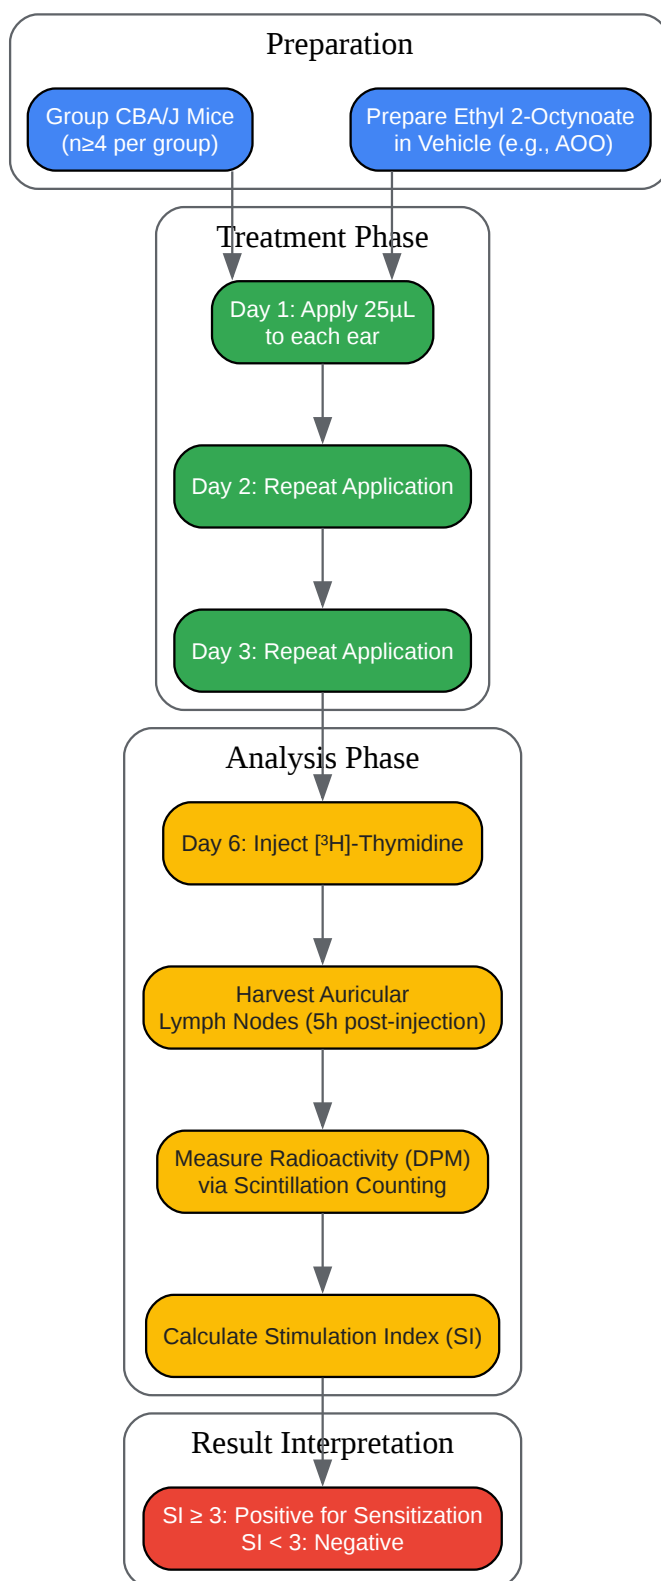 Preparation
Group CBA/J Mice
(n≥4 per group)
Prepare Ethyl 2-Octynoate
in Vehicle (e.g., AOO)
Treatment Phase
Day 1: Apply 25µL
to each ear
Day 2: Repeat Application
Day 3: Repeat Application
Analysis Phase
Day 6: Inject [³H]-Thymidine
Harvest Auricular
Lymph Nodes (5h post-injection)
Measure Radioactivity (DPM)
via Scintillation Counting
Calculate Stimulation Index (SI)
Result Interpretation
SI ≥ 3: Positive for Sensitization
SI < 3: Negative